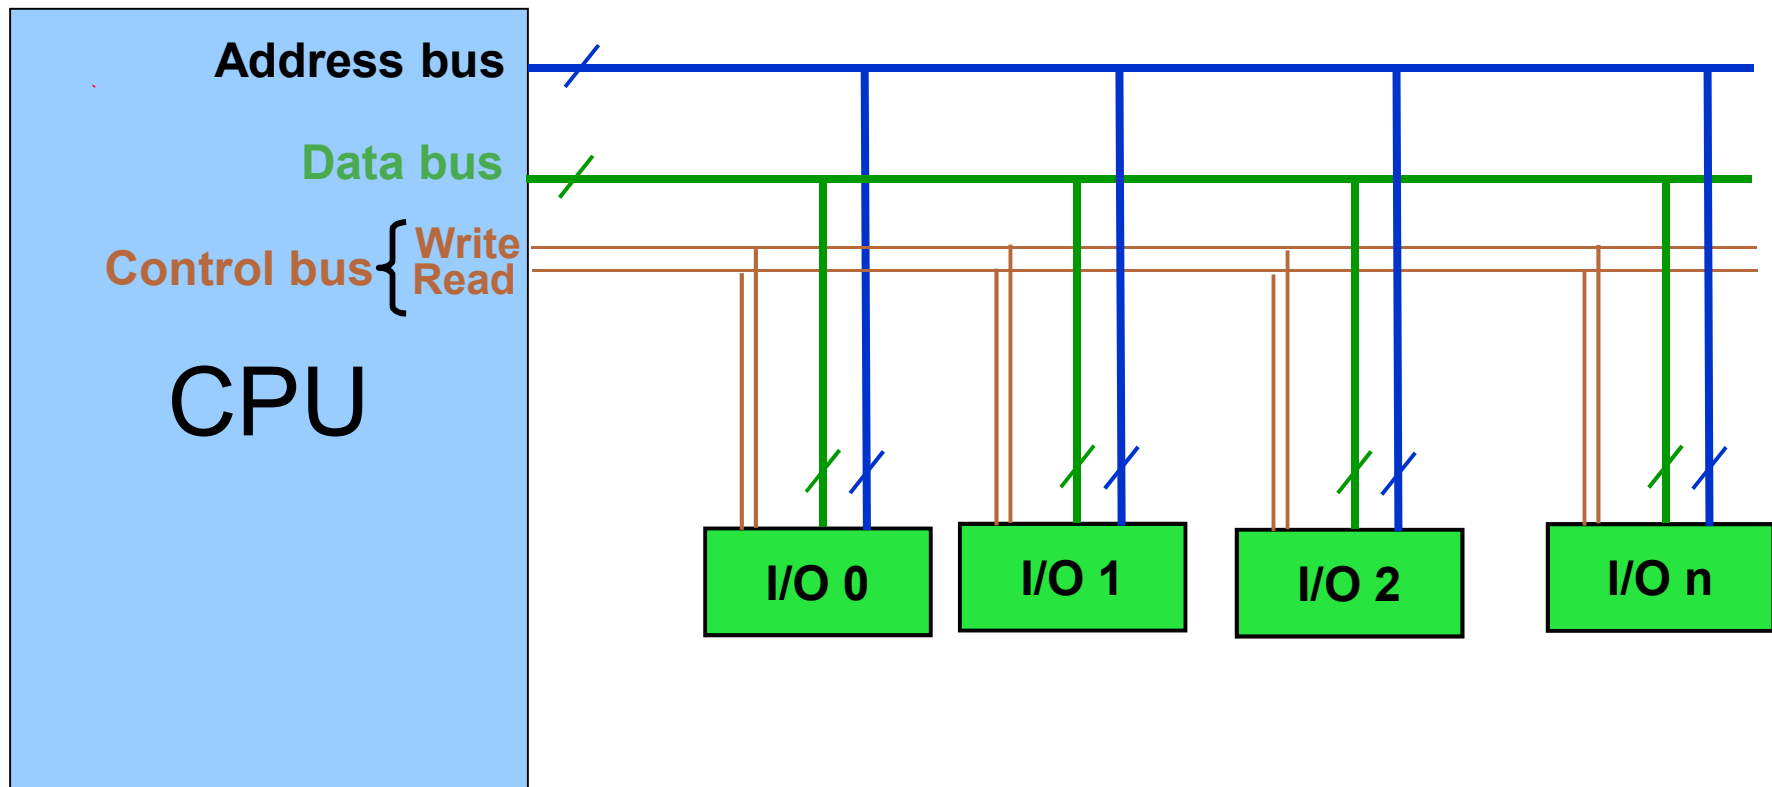 Address bus
Data bus
Control bus
Write
Read
CPU
I/O 0
I/O 1
I/O 2
I/O n